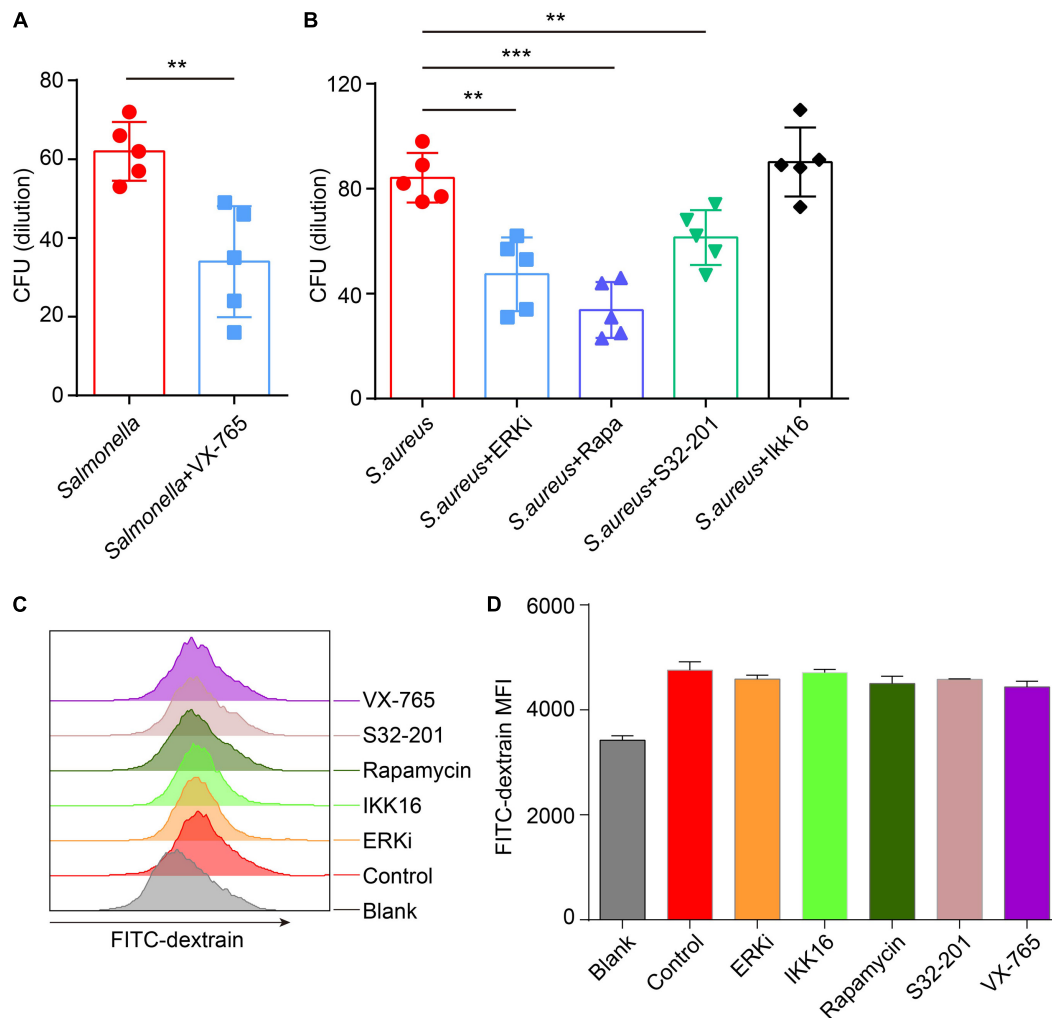 A
**
80
60
40
20
0
CFU (dilution)
Salmonella
Salmonella+VX-765
B
**
***
**
120
80
40
0
CFU (dilution)
S.aureus
S.aureus+ERKi
S.aureus+Rapa
S.aureus+S32-201
S.aureus+Ikk16
C
VX-765
S32-201
Rapamycin
IKK16
ERKi
Control
Blank
FITC-dextrain
D
6000
4000
2000
0
FITC-dextrain MFI
Blank
Control
ERKi
IKK16
Rapamycin
S32-201
VX-765